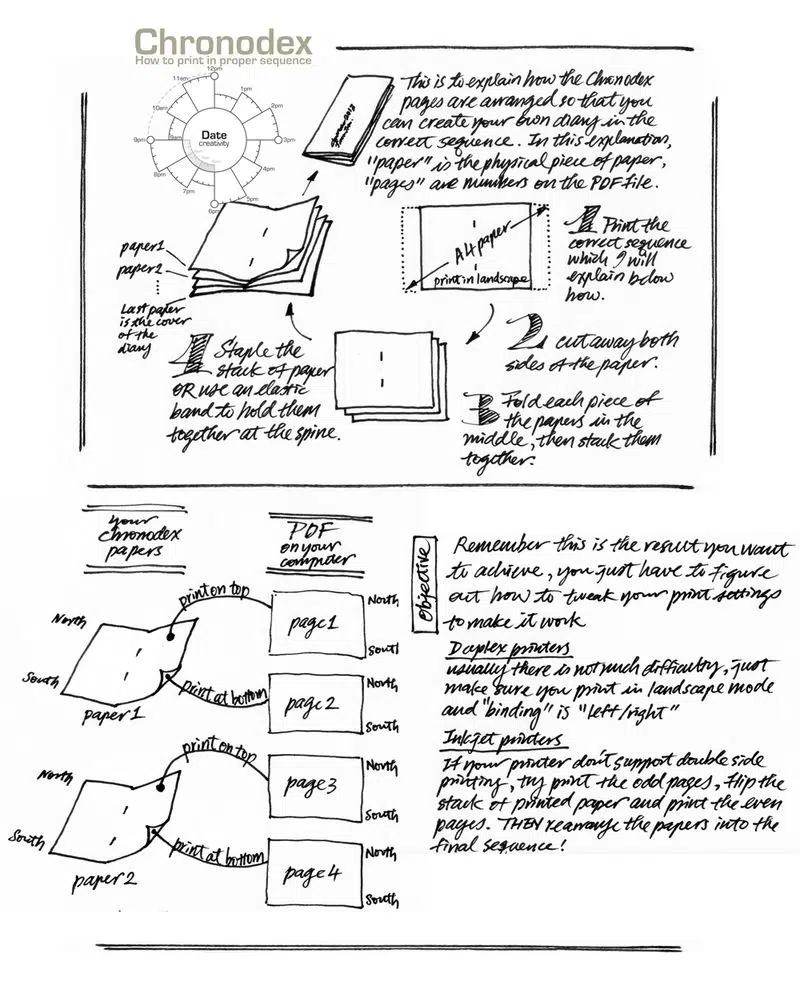 Chronodex
How to print in proper sequence
12pm
1pm
2pm
3pm
4pm
5pm
6pm
7pm
8pm
9pm
10am
11am
9am
Date
creativity
This is to explain how the Chronodex
pages are arranged so that you
can create your own diary in the
correct sequence. In this explanation,
"paper" is the physical piece of paper,
"pages" are numbers on the PDF file.
A4 paper
print in landscape
1 Print the
correct sequence
which I will
explain below
how.
2 cut away both
sides of the paper.
3 Fold each piece of
the papers in the
middle, then stack them
together.
paper1
paper2
Last paper
is the cover
of the
diary
Staple the
stack of paper
OR use an elastic
band to hold them
together at the spine.
your
chronodex
papers
PDF
on your
computer
North
South
print on top
print at bottom
paper1
page1
North
South
page2
North
South
North
South
print on top
print at bottom
paper2
page3
North
South
page4
North
South
Objective
Remember this is the result you want
to achieve, you just have to figure
out how to tweak your print settings
to make it work
Duplex printers
usually there is not much difficulty, just
make sure you print in landscape mode
and "binding" is "left/right"
Inkjet printers
If your printer don't support double side
printing, try print the odd pages, flip the
stack of printed paper and print the even
pages. THEN rearrange the papers into the
final sequence!